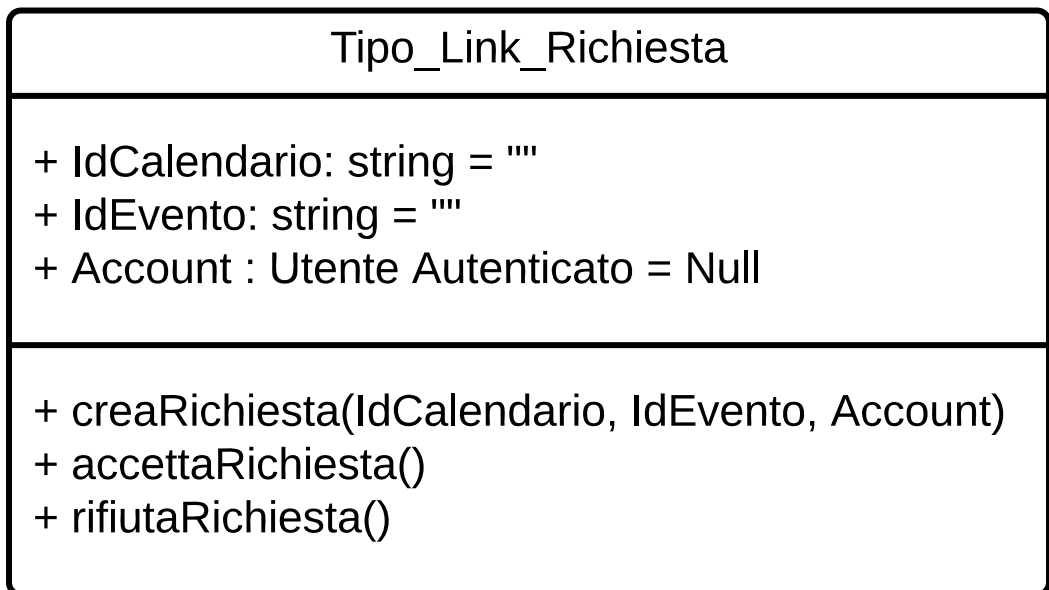 Tipo_Link_Richiesta
+ IdCalendario: string = ""
+ IdEvento: string = ""
+ Account : Utente Autenticato = Null
+ creaRichiesta(IdCalendario, IdEvento, Account)
+ accettaRichiesta()
+ rifiutaRichiesta()